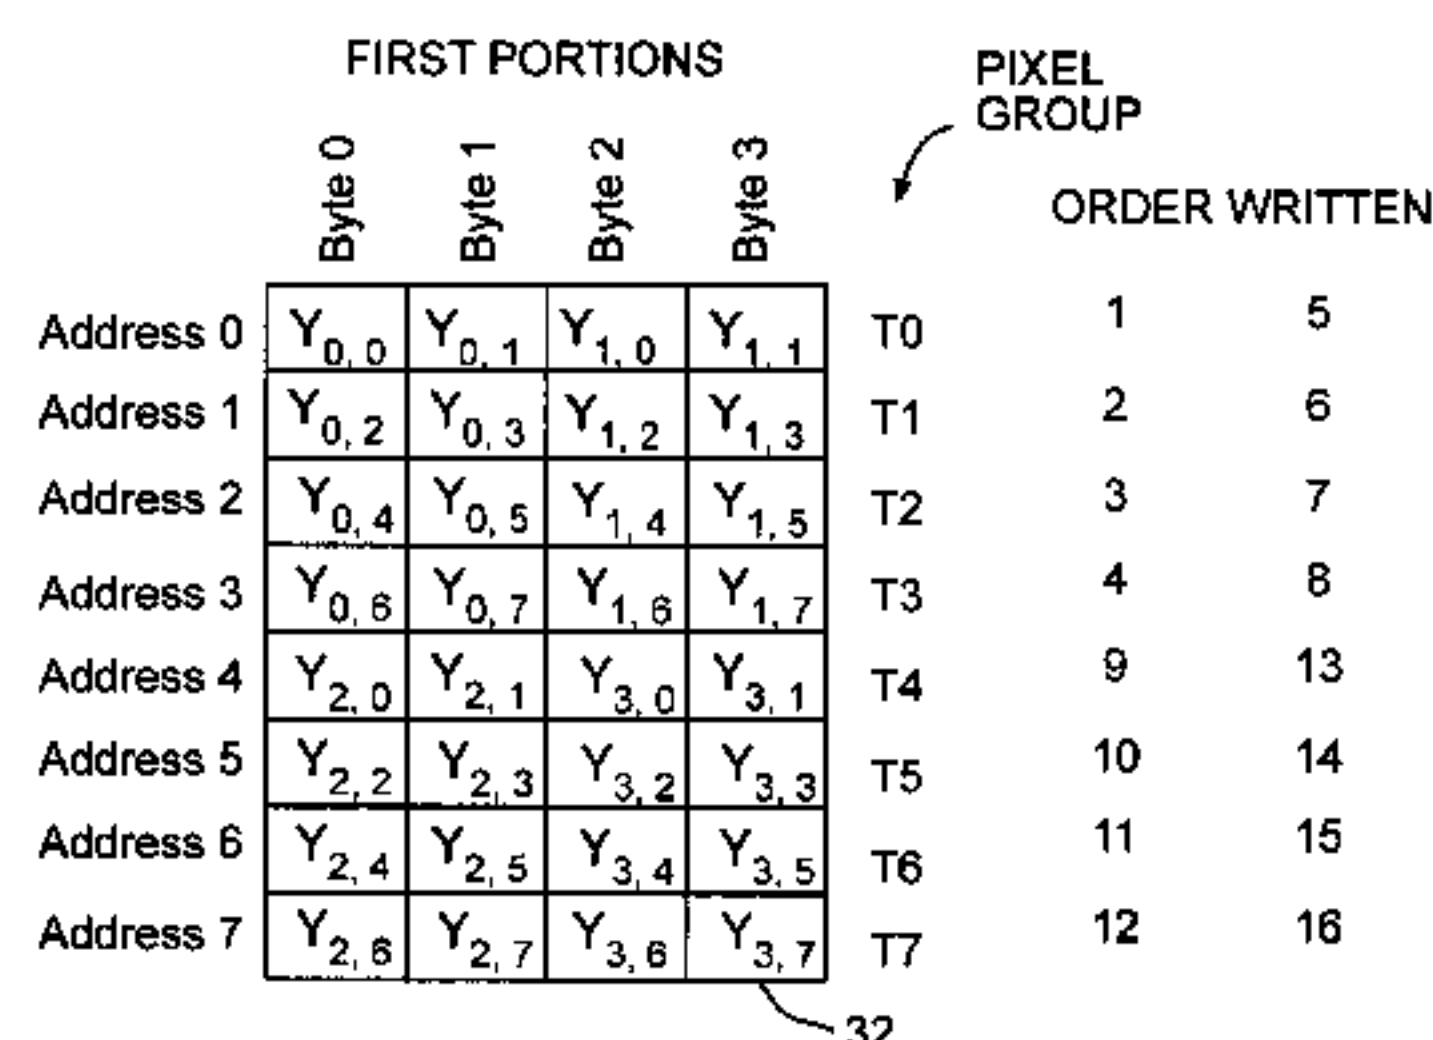 FIRST PORTIONS
PIXEL
GROUP
Byte 0 Byte 1 Byte 2 Byte 3
ORDER WRITTEN
Address 0 Y0, 0 Y0, 1 Y1, 0 Y1, 1 T0 1 5
Address 1 Y0, 2 Y0, 3 Y1, 2 Y1, 3 T1 2 6
Address 2 Y0, 4 Y0, 5 Y1, 4 Y1, 5 T2 3 7
Address 3 Y0, 6 Y0, 7 Y1, 6 Y1, 7 T3 4 8
Address 4 Y2, 0 Y2, 1 Y3, 0 Y3, 1 T4 9 13
Address 5 Y2, 2 Y2, 3 Y3, 2 Y3, 3 T5 10 14
Address 6 Y2, 4 Y2, 5 Y3, 4 Y3, 5 T6 11 15
Address 7 Y2, 6 Y2, 7 Y3, 6 Y3, 7 T7 12 16
32